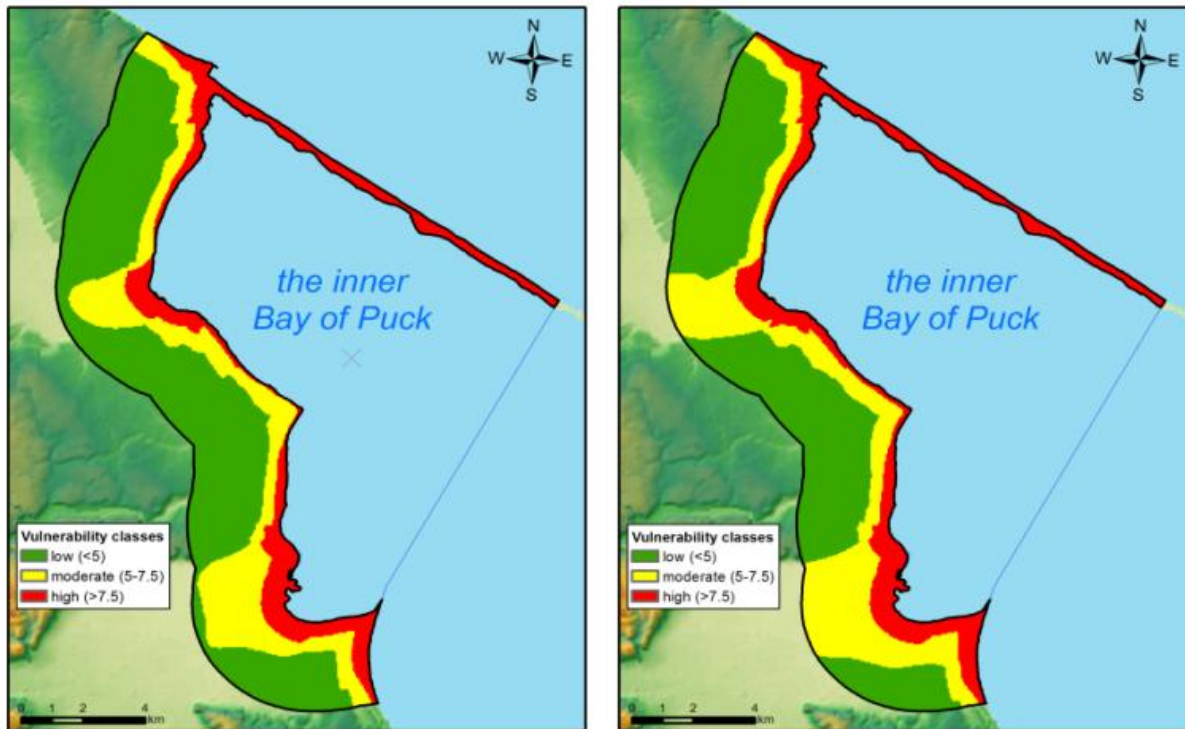 N
W E
S
the inner
Bay of Puck
Vulnerability classes
low (<5)
moderate (5-7.5)
high (>7.5)
0 1 2 4
km
N
W E
S
the inner
Bay of Puck
Vulnerability classes
low (<5)
moderate (5-7.5)
high (>7.5)
0 1 2 4
km